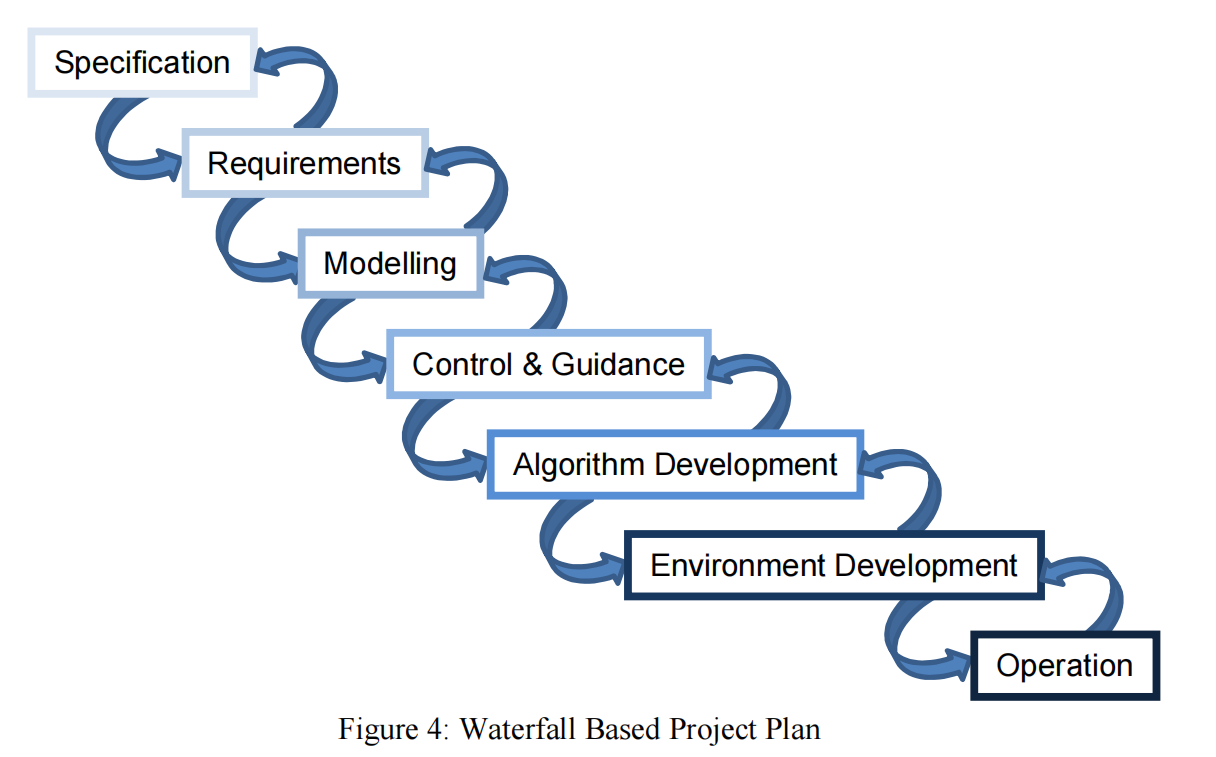 Specification
Requirements
Modelling
Control & Guidance
Algorithm Development
Environment Development
Operation
Figure 4: Waterfall Based Project Plan